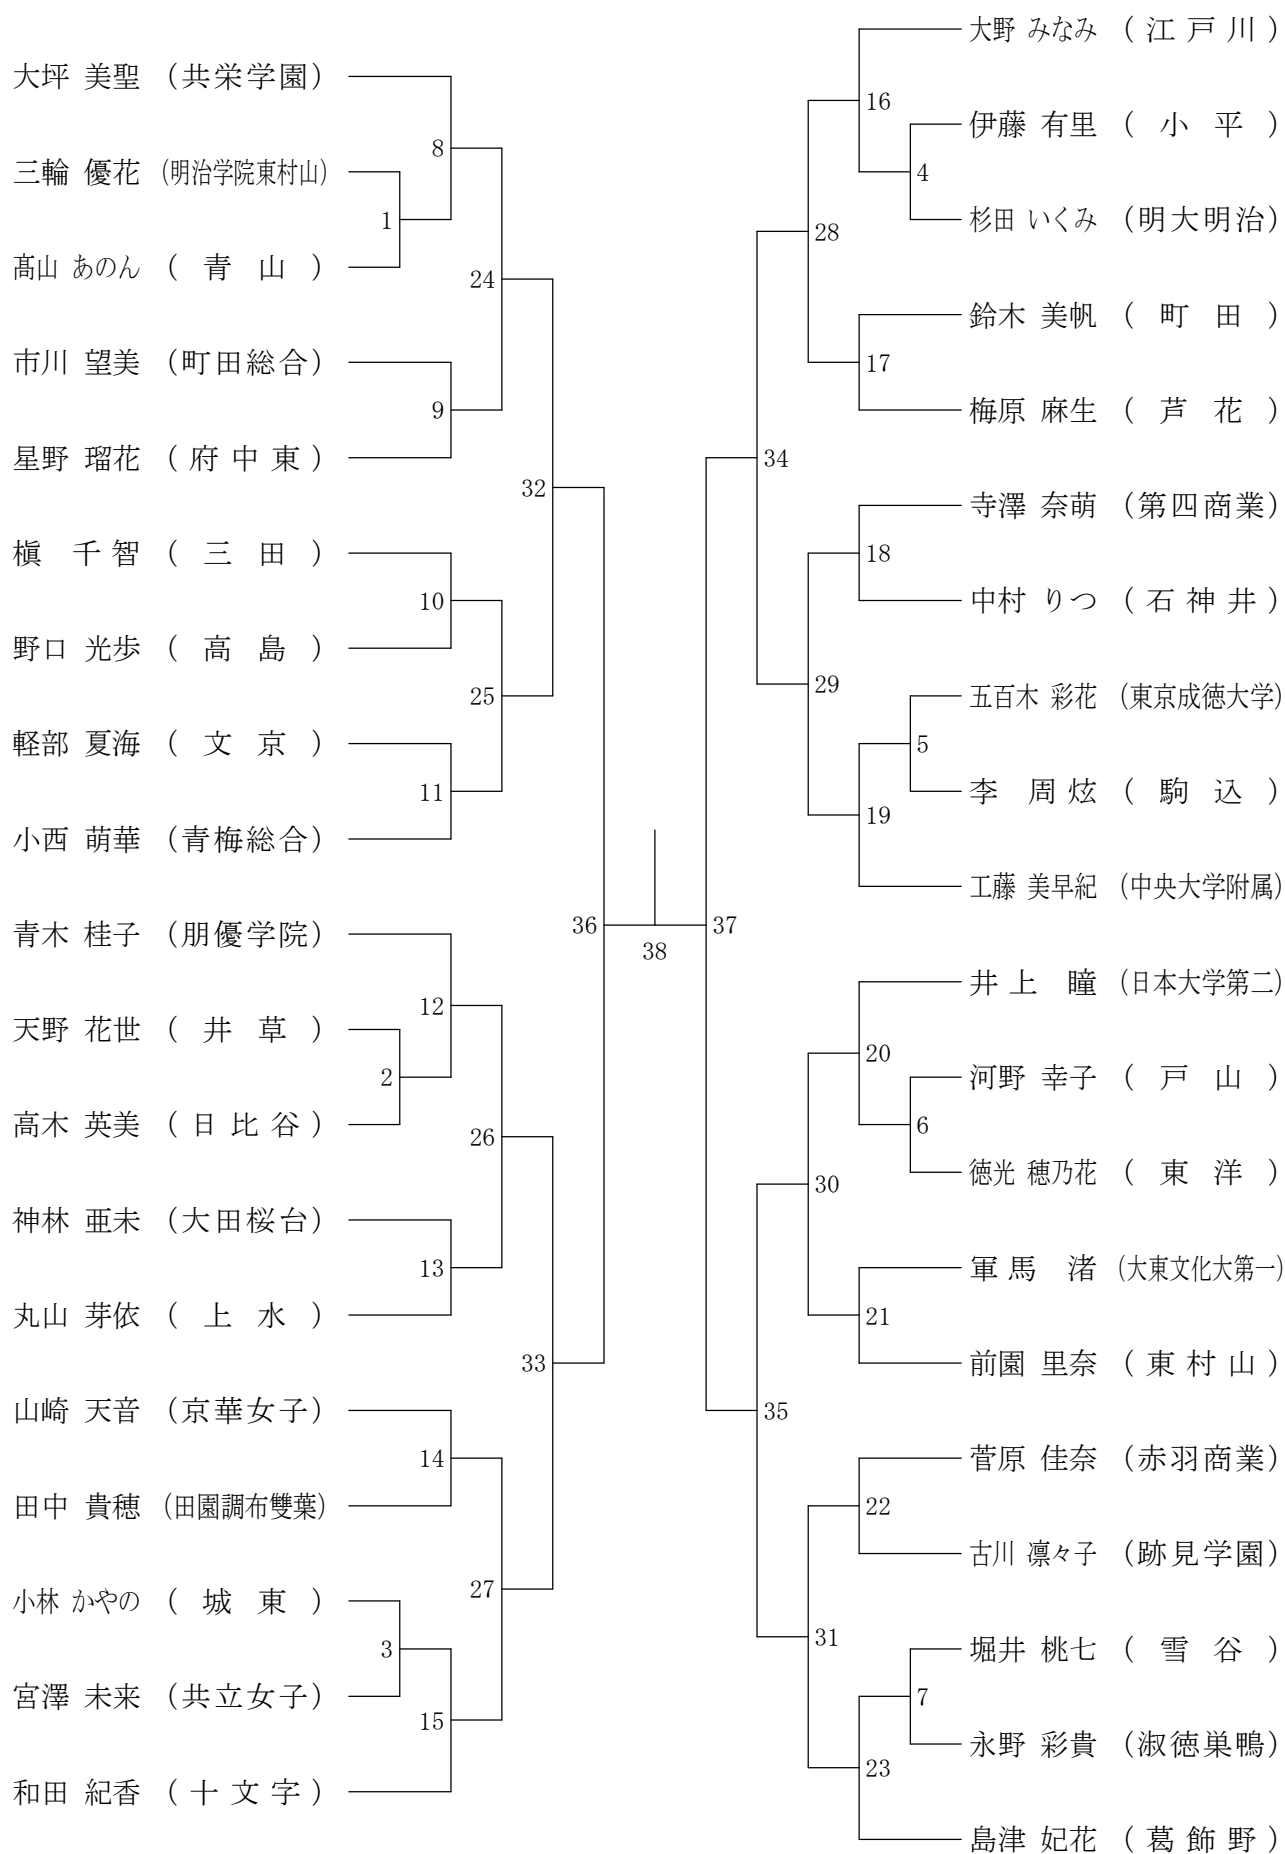 大坪 美聖 (共栄学園)
三輪 優花 (明治学院東村山)
髙山 あのん ( 青 山 )
市川 望美 (町田総合)
星野 瑠花 ( 府 中 東 )
槇 千 智 ( 三 田 )
野口 光歩 ( 高 島 )
軽部 夏海 ( 文 京 )
小西 萌華 (青梅総合)
青木 桂子 (朋優学院)
天野 花世 ( 井 草 )
高木 英美 ( 日 比 谷 )
神林 亜未 (大田桜台)
丸山 芽依 ( 上 水 )
山崎 天音 (京華女子)
田中 貴穂 (田園調布雙葉)
小林 かやの ( 城 東 )
宮澤 未来 (共立女子)
和田 紀香 ( 十 文 字 )
8
1
24
9
32
10
25
11
36
12
2
26
13
33
14
27
3
15
38
37
34
28
16
4
17
18
29
5
19
20
6
30
21
35
22
31
7
23
大野 みなみ ( 江 戸 川 )
伊藤 有里 ( 小 平 )
杉田 いくみ (明大明治)
鈴木 美帆 ( 町 田 )
梅原 麻生 ( 芦 花 )
寺澤 奈萌 (第四商業)
中村 りつ ( 石 神 井 )
五百木 彩花 (東京成徳大学)
李 周 炫 ( 駒 込 )
工藤 美早紀 (中央大学附属)
井 上 瞳 (日本大学第二)
河野 幸子 ( 戸 山 )
徳光 穂乃花 ( 東 洋 )
軍 馬 渚 (大東文化大第一)
前園 里奈 ( 東 村 山 )
菅原 佳奈 (赤羽商業)
古川 凛々子 (跡見学園)
堀井 桃七 ( 雪 谷 )
永野 彩貴 (淑徳巣鴨)
島津 妃花 ( 葛 飾 野 )